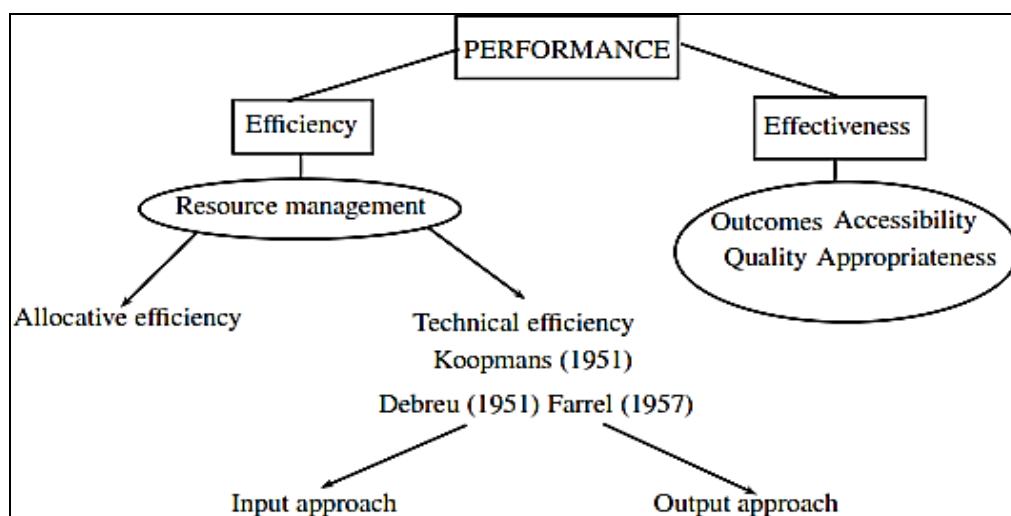 PERFORMANCE
Efficiency
Effectiveness
Resource management
Outcomes Accessibility
Quality Appropriateness
Allocative efficiency
Technical efficiency
Koopmans (1951)
Debreu (1951) Farrel (1957)
Input approach
Output approach